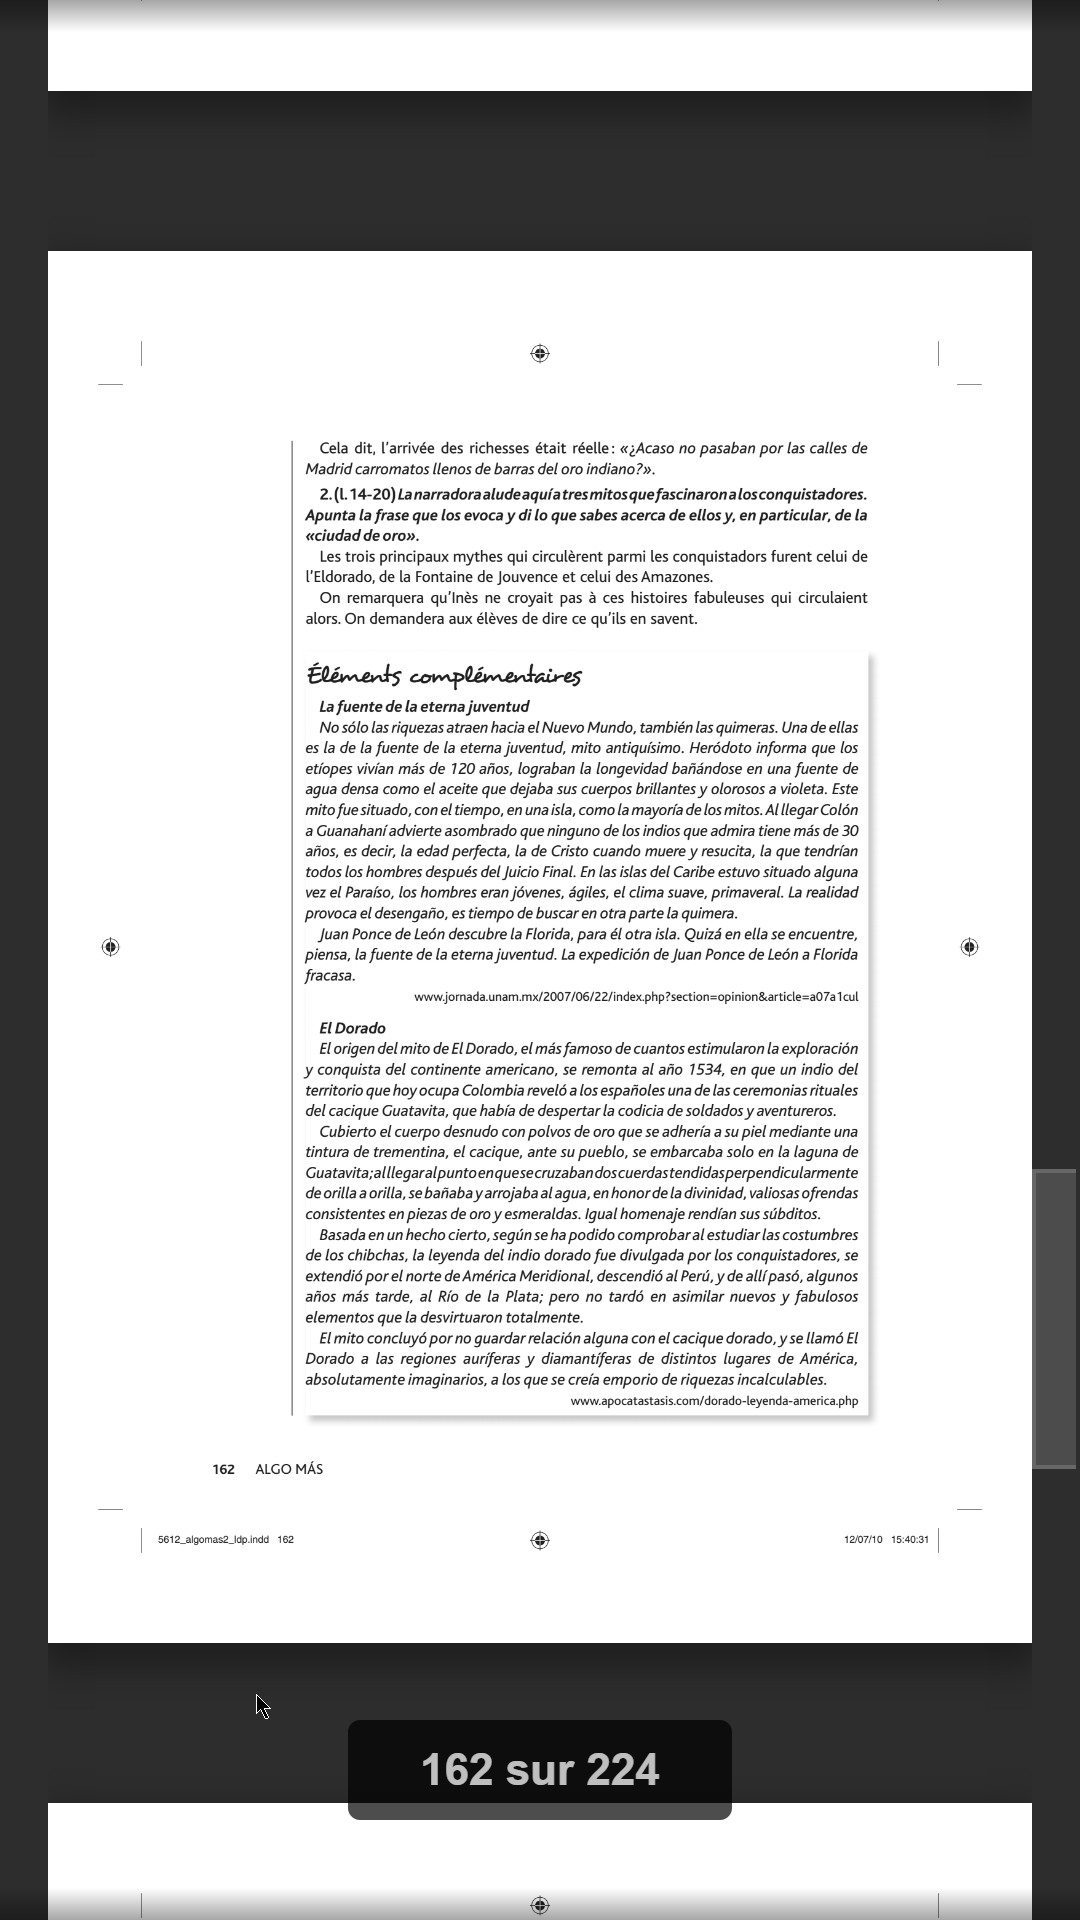 Cela dit, l’arrivée des richesses était réelle : «¿Acaso no pasaban por las calles de
Madrid carromatos llenos de barras del oro indiano?».
2. (l. 14-20) La narradora alude aquí a tres mitos que fascinaron a los conquistadores.
Apunta la frase que los evoca y di lo que sabes acerca de ellos y, en particular, de la
«ciudad de oro».
Les trois principaux mythes qui circulèrent parmi les conquistadors furent celui de
l’Eldorado, de la Fontaine de Jouvence et celui des Amazones.
On remarquera qu’Inès ne croyait pas à ces histoires fabuleuses qui circulaient
alors. On demandera aux élèves de dire ce qu’ils en savent.
Éléments complémentaires
La fuente de la eterna juventud
No sólo las riquezas atraen hacia el Nuevo Mundo, también las quimeras. Una de ellas
es la de la fuente de la eterna juventud, mito antiquísimo. Heródoto informa que los
etíopes vivían más de 120 años, lograban la longevidad bañándose en una fuente de
agua densa como el aceite que dejaba sus cuerpos brillantes y olorosos a violeta. Este
mito fue situado, con el tiempo, en una isla, como la mayoría de los mitos. Al llegar Colón
a Guanahaní advierte asombrado que ninguno de los indios que admira tiene más de 30
años, es decir, la edad perfecta, la de Cristo cuando muere y resucita, la que tendrían
todos los hombres después del Juicio Final. En las islas del Caribe estuvo situado alguna
vez el Paraíso, los hombres eran jóvenes, ágiles, el clima suave, primaveral. La realidad
provoca el desengaño, es tiempo de buscar en otra parte la quimera.
Juan Ponce de León descubre la Florida, para él otra isla. Quizá en ella se encuentre,
piensa, la fuente de la eterna juventud. La expedición de Juan Ponce de León a Florida
fracasa.
www.jornada.unam.mx/2007/06/22/index.php?section=opinion&article=a07a1cul
El Dorado
El origen del mito de El Dorado, el más famoso de cuantos estimularon la exploración
y conquista del continente americano, se remonta al año 1534, en que un indio del
territorio que hoy ocupa Colombia reveló a los españoles una de las ceremonias rituales
del cacique Guatavita, que había de despertar la codicia de soldados y aventureros.
Cubierto el cuerpo desnudo con polvos de oro que se adhería a su piel mediante una
tintura de trementina, el cacique, ante su pueblo, se embarcaba solo en la laguna de
Guatavita; al llegar al punto en que se cruzaban dos cuerdas tendidas perpendicularmente
de orilla a orilla, se bañaba y arrojaba al agua, en honor de la divinidad, valiosas ofrendas
consistentes en piezas de oro y esmeraldas. Igual homenaje rendían sus súbditos.
Basada en un hecho cierto, según se ha podido comprobar al estudiar las costumbres
de los chibchas, la leyenda del indio dorado fue divulgada por los conquistadores, se
extendió por el norte de América Meridional, descendió al Perú, y de allí pasó, algunos
años más tarde, al Río de la Plata; pero no tardó en asimilar nuevos y fabulosos
elementos que la desvirtuaron totalmente.
El mito concluyó por no guardar relación alguna con el cacique dorado, y se llamó El
Dorado a las regiones auríferas y diamantíferas de distintos lugares de América,
absolutamente imaginarios, a los que se creía emporio de riquezas incalculables.
www.apocatastasis.com/dorado-leyenda-america.php
162 ALGO MÁS
5612_algomas2_ldp.indd 162
12/07/10 15:40:31
162 sur 224